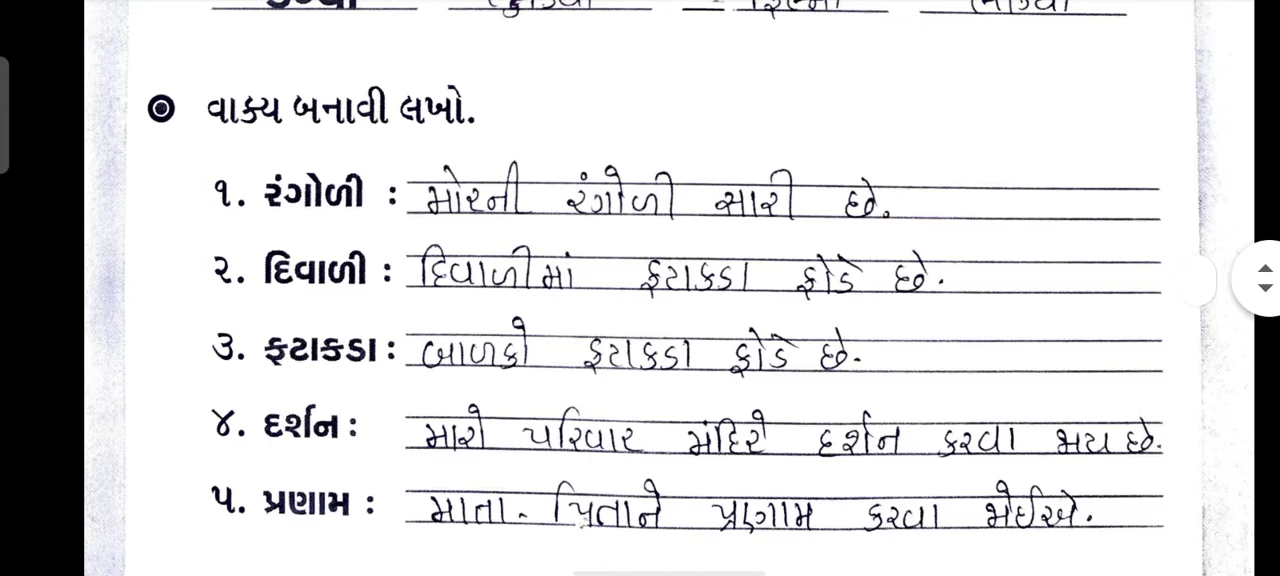 વાક્ય બનાવી લખો.
૧. રંગોળી : મોરની રંગોળી સારી છે.
૨. દિવાળી : દિવાળીમાં ફટાકડા ફોડે છે.
૩. ફટાકડા : બાળકો ફટાકડા ફોડે છે.
૪. દર્શન : મારો પરિવાર મંદિરે દર્શન કરવા જાય છે.
૫. પ્રણામ : માતા - પિતાને પ્રણામ કરવા જોઈએ.